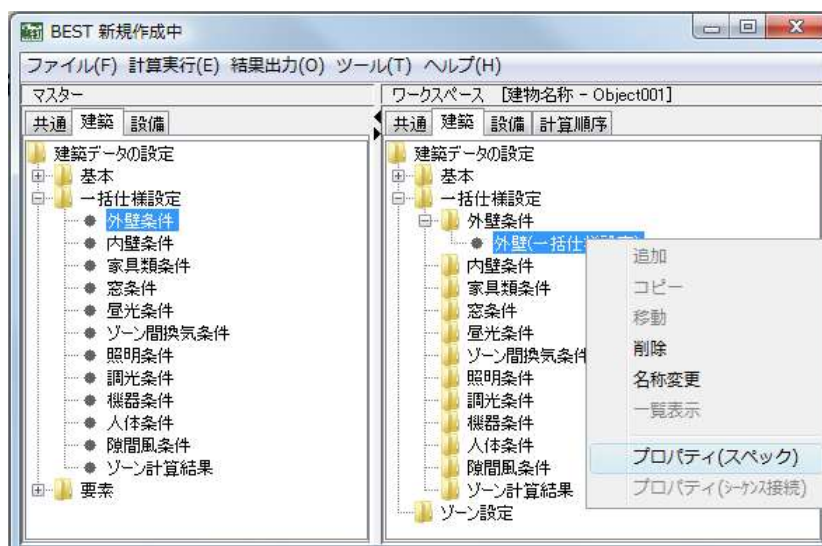 BEST 新規作成中
ファイル(F) 計算実行(E) 結果出力(O) ツール(T) ヘルプ(H)
マスター
共通 建築 設備
建築データの設定
基本
一括仕様設定
外壁条件
内壁条件
家具類条件
窓条件
昼光条件
ゾーン間換気条件
照明条件
調光条件
機器条件
人体条件
隙間風条件
ゾーン計算結果
要素
ワークスペース [建物名称 - Object001]
共通 建築 設備 計算順序
建築データの設定
基本
一括仕様設定
外壁条件
外壁(一括仕
内壁条件
家具類条件
窓条件
昼光条件
ゾーン間換気条件
照明条件
調光条件
機器条件
人体条件
隙間風条件
ゾーン計算結果
ゾーン設定
追加
コピー
移動
削除
名称変更
一覧表示
プロパティ(スペック)
プロパティ(シーケンス接続)